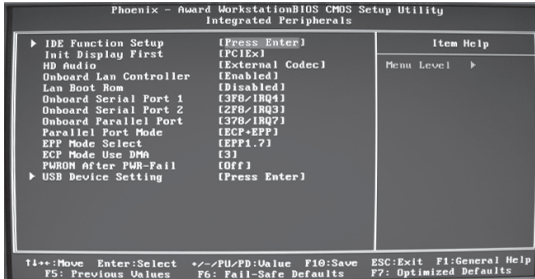 Phoenix - Award WorkstationBIOS CMOS Setup Utility
Integrated Peripherals
▶ IDE Function Setup [Press Enter]
Init Display First [PCIEx]
HD Audio [External Codec]
Onboard Lan Controller [Enabled]
Lan Boot Rom [Disabled]
Onboard Serial Port 1 [3F8/IRQ4]
Onboard Serial Port 2 [2F8/IRQ3]
Onboard Parallel Port [378/IRQ7]
Parallel Port Mode [ECP+EPP]
EPP Mode Select [EPP1.7]
ECP Mode Use DMA [3]
PWRON After PWR-Fail [Off]
▶ USB Device Setting [Press Enter]
Item Help
Menu Level ▶
↑↓→←:Move Enter:Select +/-/PU/PD:Value F10:Save ESC:Exit F1:General Help
F5: Previous Values F6: Fail-Safe Defaults F7: Optimized Defaults